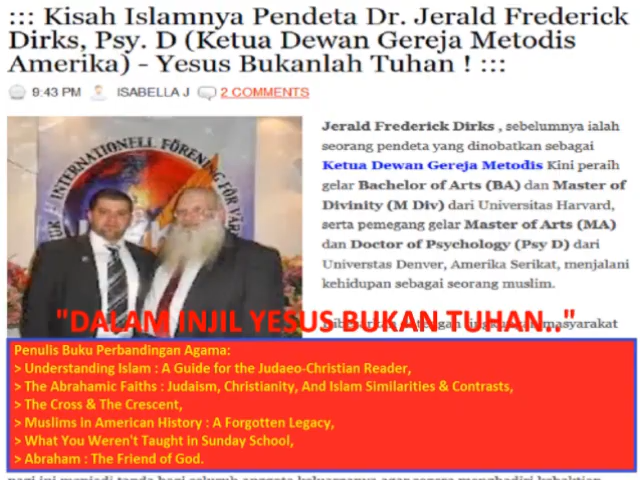 ::: Kisah Islamnya Pendeta Dr. Jerald Frederick
Dirks, Psy. D (Ketua Dewan Gereja Metodis
Amerika) - Yesus Bukanlah Tuhan ! :::
9:43 PM ISABELLA J 2 COMMENTS
INTERNATIONELL FÖRENING FÖR
Jerald Frederick Dirks , sebelumnya ialah
seorang pendeta yang dinobatkan sebagai
Ketua Dewan Gereja Metodis Kini peraih
gelar Bachelor of Arts (BA) dan Master of
Divinity (M Div) dari Universitas Harvard,
serta pemegang gelar Master of Arts (MA)
dan Doctor of Psychology (Psy D) dari
Universtas Denver, Amerika Serikat, menjalani
kehidupan sebagai seorang muslim.
masyarakat
"DALAM INJIL YESUS BUKAN TUHAN.."
Penulis Buku Perbandingan Agama:
> Understanding Islam : A Guide for the Judaeo-Christian Reader,
> The Abrahamic Faiths : Judaism, Christianity, And Islam Similarities & Contrasts,
> The Cross & The Crescent,
> Muslims in American History : A Forgotten Legacy,
> What You Weren't Taught in Sunday School,
> Abraham : The Friend of God.